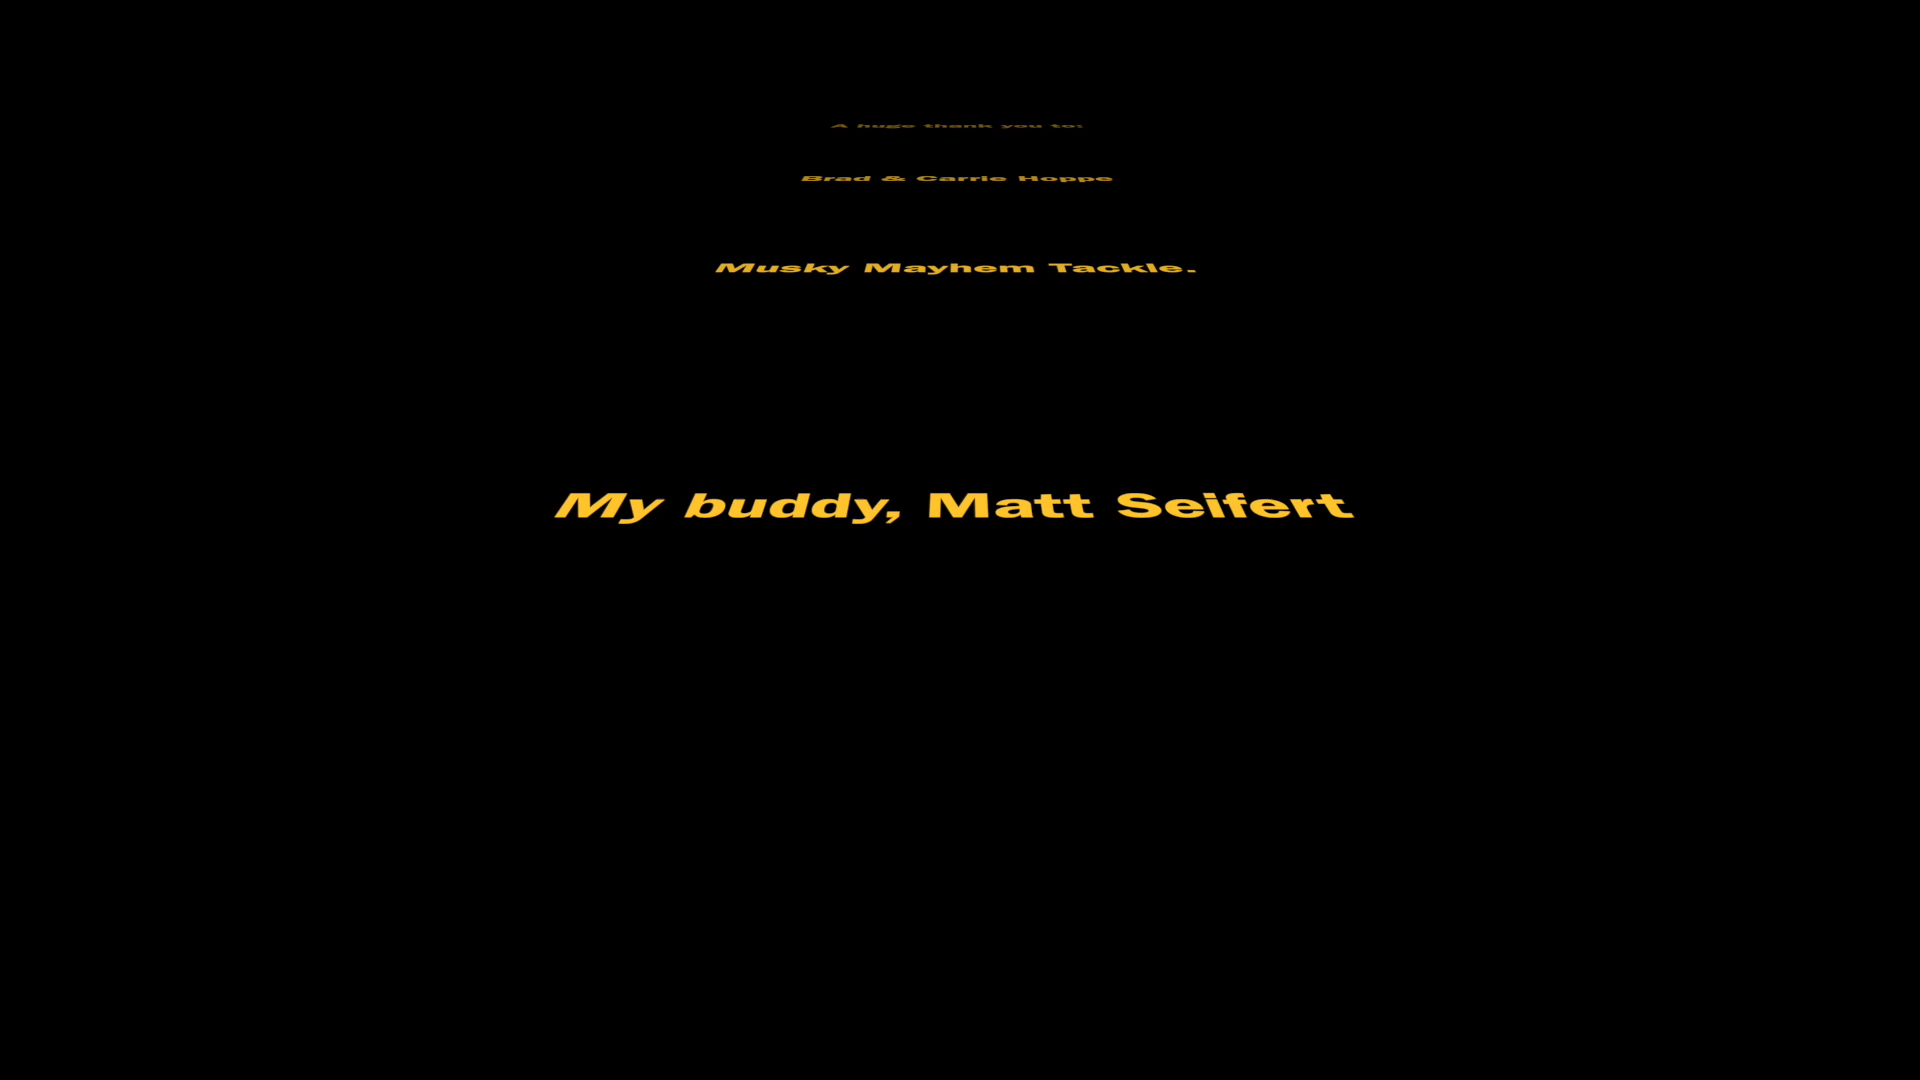 A huge thank you to:
Brad & Carrie Hoppe
Musky Mayhem Tackle.
My buddy, Matt Seifert